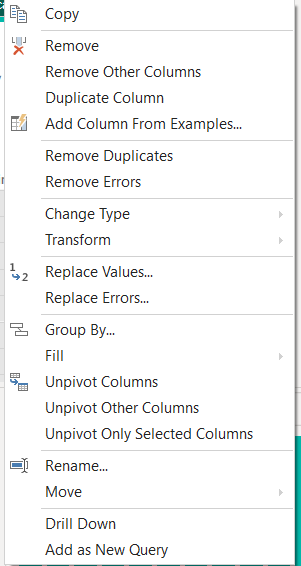 Copy
Remove
Remove Other Columns
Duplicate Column
Add Column From Examples...
Remove Duplicates
Remove Errors
Change Type
Transform
1
2
Replace Values...
Replace Errors...
Group By...
Fill
Unpivot Columns
Unpivot Other Columns
Unpivot Only Selected Columns
Rename...
Move
Drill Down
Add as New Query